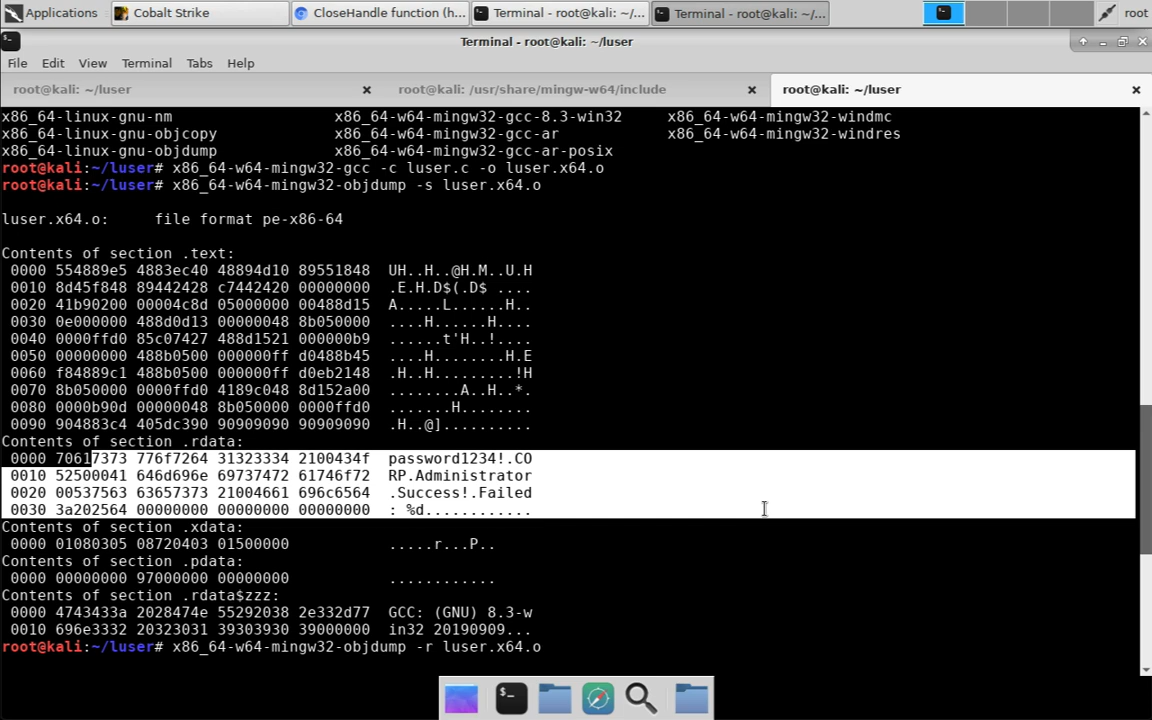 Applications
Cobalt Strike
CloseHandle function (h...
Terminal - root@kali: ~/...
Terminal - root@kali: ~/...
root
Terminal - root@kali: ~/luser
File Edit View Terminal Tabs Help
root@kali: ~/luser
root@kali: /usr/share/mingw-w64/include
root@kali: ~/luser
x86_64-linux-gnu-nm x86_64-w64-mingw32-gcc-8.3-win32 x86_64-w64-mingw32-windmc
x86_64-linux-gnu-objcopy x86_64-w64-mingw32-gcc-ar x86_64-w64-mingw32-windres
x86_64-linux-gnu-objdump x86_64-w64-mingw32-gcc-ar-posix
root@kali:~/luser# x86_64-w64-mingw32-gcc -c luser.c -o luser.x64.o
root@kali:~/luser# x86_64-w64-mingw32-objdump -s luser.x64.o
luser.x64.o: file format pe-x86-64
Contents of section .text:
0000 554889e5 4883ec40 48894d10 89551848 UH..H..@H.M..U.H
0010 8d45f848 89442428 c7442420 00000000 .E.H.D$(.D$ ....
0020 41b90200 00004c8d 05000000 00488d15 A.....L......H..
0030 0e000000 488d0d13 00000048 8b050000 ....H......H....
0040 0000ffd0 85c07427 488d1521 000000b9 ......t'H..!....
0050 00000000 488b0500 000000ff d0488b45 ....H........H.E
0060 f84889c1 488b0500 000000ff d0eb2148 .H..H.........!H
0070 8b050000 0000ffd0 4189c048 8d152a00 ........A..H..*.
0080 0000b90d 00000048 8b050000 0000ffd0 .......H........
0090 904883c4 405dc390 90909090 90909090 .H..@]..........
Contents of section .rdata:
0000 70617373 776f7264 31323334 2100434f password1234!.CO
0010 52500041 646d696e 69737472 61746f72 RP.Administrator
0020 00537563 63657373 21004661 696c6564 .Success!.Failed
0030 3a202564 00000000 00000000 00000000 : %d............
Contents of section .xdata:
0000 01080305 08720403 01500000 .....r...P..
Contents of section .pdata:
0000 00000000 97000000 00000000 ............
Contents of section .rdata$zzz:
0000 4743433a 2028474e 55292038 2e332d77 GCC: (GNU) 8.3-w
0010 696e3332 20323031 39303930 39000000 in32 20190909...
root@kali:~/luser# x86_64-w64-mingw32-objdump -r luser.x64.o